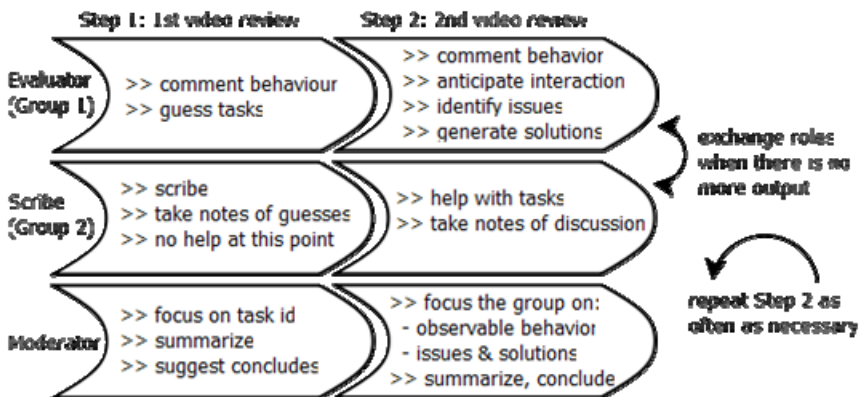 Step 1: 1st video review
Step 2: 2nd video review
Evaluator
(Group 1)
>> comment behaviour
>> guess tasks
>> comment behavior
>> anticipate interaction
>> identify issues
>> generate solutions
exchange roles
when there is no
more output
Scribe
(Group 2)
>> scribe
>> take notes of guesses
>> no help at this point
>> help with tasks
>> take notes of discussion
repeat Step 2 as
often as necessary
Moderator
>> focus on task id
>> summarize
>> suggest concludes
>> focus the group on:
- observable behavior
- issues & solutions
>> summarize, conclude